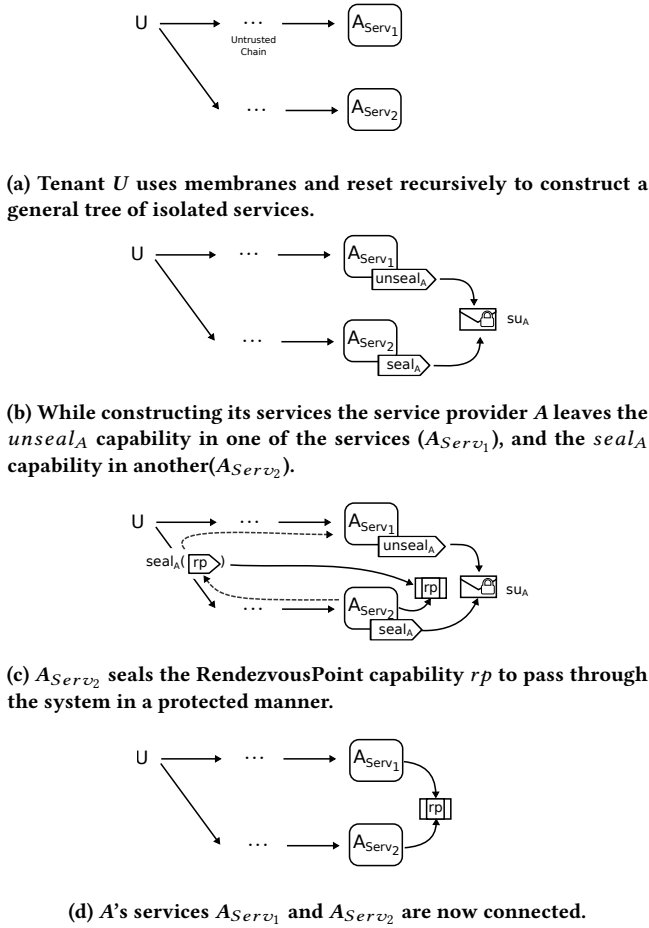 U ... A_Serv1
Untrusted
Chain
... A_Serv2
(a) Tenant U uses membranes and reset recursively to construct a
general tree of isolated services.
U ... A_Serv1
unseal_A
su_A
... A_Serv2
seal_A
(b) While constructing its services the service provider A leaves the
unseal_A capability in one of the services (A_Serv1), and the seal_A
capability in another(A_Serv2).
U ... A_Serv1
unseal_A
seal_A( rp )
rp su_A
... A_Serv2
seal_A
(c) A_Serv2 seals the RendezvousPoint capability rp to pass through
the system in a protected manner.
U ... A_Serv1
rp
... A_Serv2
(d) A's services A_Serv1 and A_Serv2 are now connected.